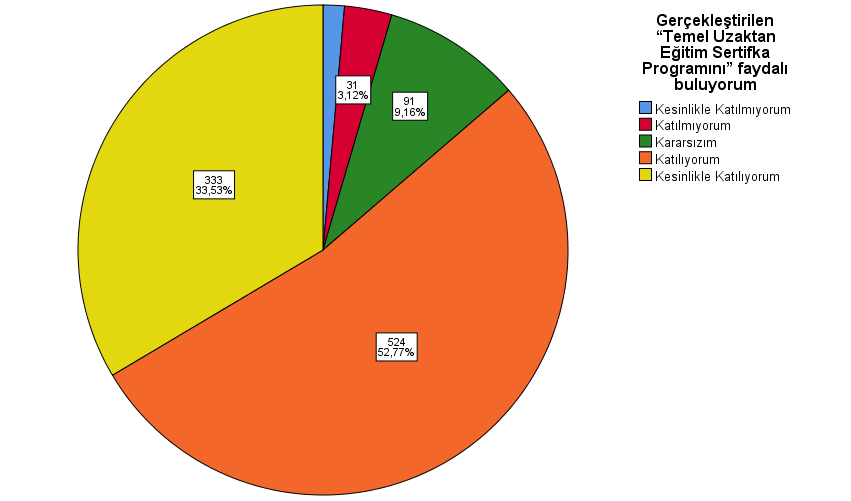 Gerçekleştirilen
“Temel Uzaktan
Eğitim Sertifka
Programını” faydalı
buluyorum
Kesinlikle Katılmıyorum
Katılmıyorum
Kararsızım
Katılıyorum
Kesinlikle Katılıyorum
31
3,12%
91
9,16%
333
33,53%
524
52,77%